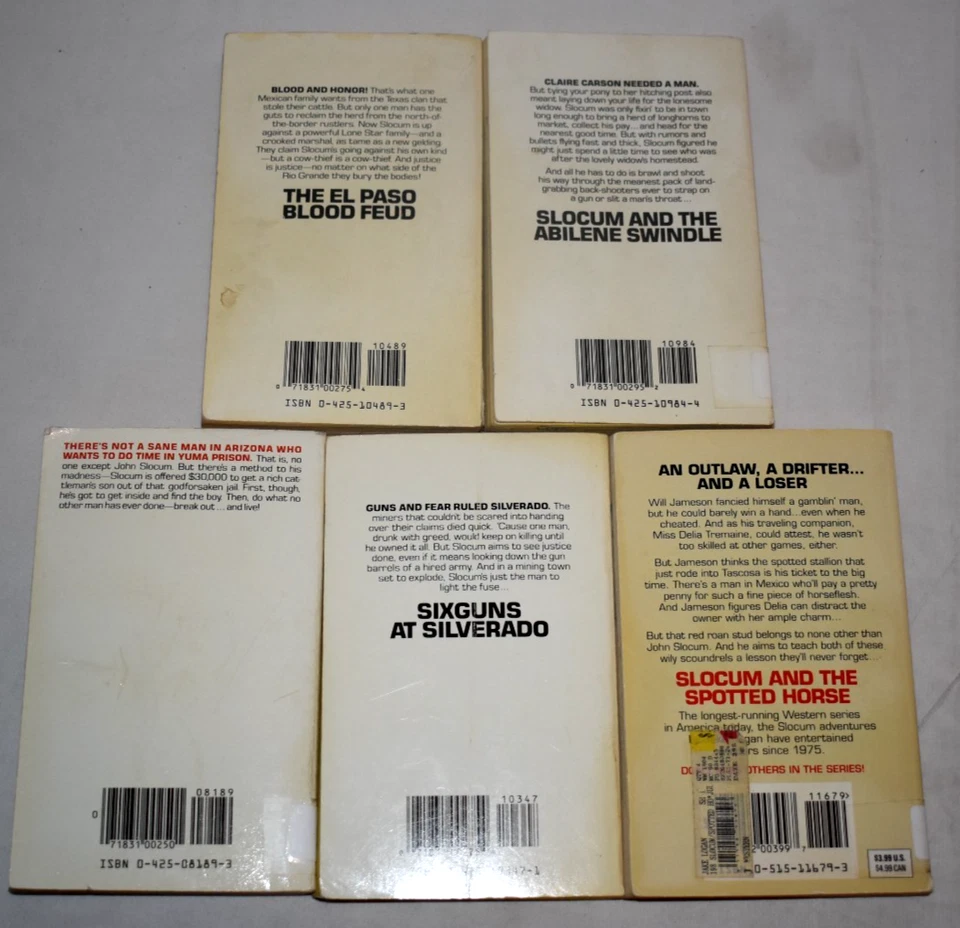 BLOOD AND HONOR! That's what one
Mexican family wants from the Texas clan that
stole their cattle. But only one man has the
guts to reclaim the herd from the north-of-
the-border rustlers. Now Slocum is up
against a powerful Lone Star family—and a
crooked marshal, as tame as a new gelding.
They claim Slocum's going against his own kind
—but a cow-thief is a cow-thief. And justice
is justice—no matter on what side of the
Rio Grande they bury the bodies!
THE EL PASO
BLOOD FEUD
10489
0 71831 00275 4
ISBN 0-425-10489-3
CLAIRE CARSON NEEDED A MAN.
But tying your pony to her hitching post also
meant laying down your life for the lonesome
widow. Slocum was only fixin' to be in town
long enough to bring a herd of longhorns to
market, collect his pay...and head for the
nearest good time. But with rumors and
bullets flying fast and thick, Slocum figured he
might just spend a little time to see who was
after the lovely widow's homestead.
And all he has to do is brawl and shoot
his way through the meanest pack of land-
grabbing back-shooters ever to strap on
a gun or slit a man's throat...
SLOCUM AND THE
ABILENE SWINDLE
10984
0 71831 00295 2
ISBN 0-425-10984-4
THERE'S NOT A SANE MAN IN ARIZONA WHO
WANTS TO DO TIME IN YUMA PRISON. That is, no
one except John Slocum. But there's a method to his
madness—Slocum is offered $30,000 to get a rich cat-
tleman's son out of that godforsaken jail. First, though,
he's got to get inside and find the boy. Then, do what no
other man has ever done—break out...and live!
08189
0 71831 00250
ISBN 0-425-08189-3
GUNS AND FEAR RULED SILVERADO. The
miners that couldn't be scared into handing
over their claims died quick. 'Cause one man,
drunk with greed, would keep on killing until
he owned it all. But Slocum aims to see justice
done, even if it means looking down the gun
barrels of a hired army. And in a mining town
set to explode, Slocum's just the man to
light the fuse...
SIXGUNS
AT SILVERADO
10347
7-1
AN OUTLAW, A DRIFTER...
AND A LOSER
Will Jameson fancied himself a gamblin' man,
but he could barely win a hand...even when he
cheated. And as his traveling companion,
Miss Delia Tremaine, could attest, he wasn't
too skilled at other games, either.
But Jameson thinks the spotted stallion that
just rode into Tascosa is his ticket to the big
time. There's a man in Mexico who'll pay a pretty
penny for such a fine piece of horseflesh.
And Jameson figures Delia can distract the
owner with her ample charm...
But that red roan stud belongs to none other than
John Slocum. And he aims to teach both of these
wily scoundrels a lesson they'll never forget...
SLOCUM AND THE
SPOTTED HORSE
The longest-running Western series
in America today, the Slocum adventures
gan have entertained
rs since 1975.
OTHERS IN THE SERIES!
11679>
00399 7
0-515-11679-3
$3.99 U.S.
$4.99 CAN